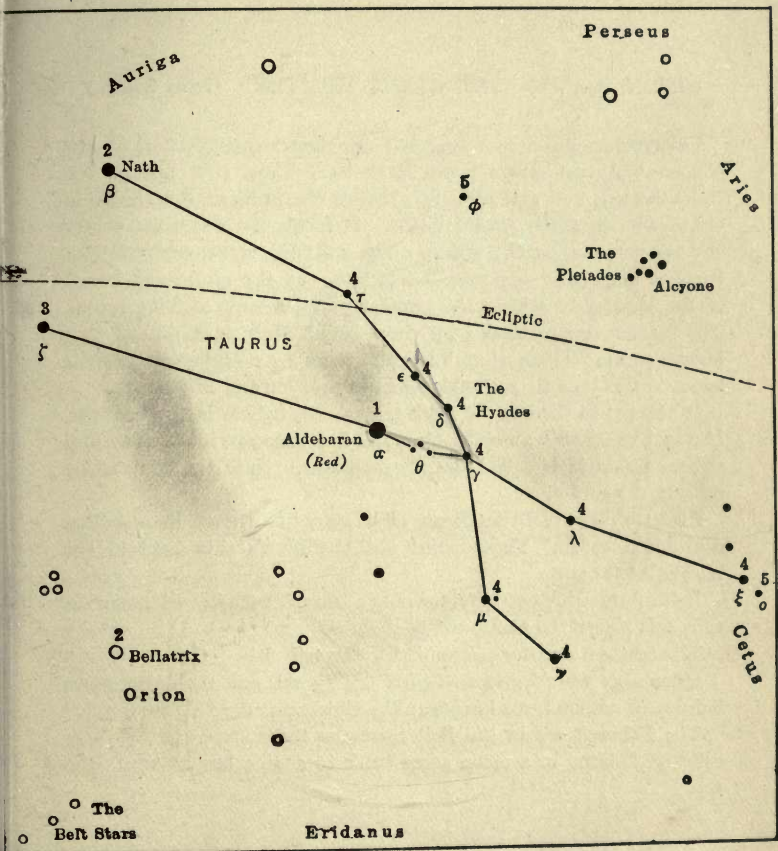 Perseus
Auriga
2
Nath
β
Aries
5
φ
The
Pleiades
Alcyone
4
τ
Ecliptic
3
ζ
TAURUS
ϵ
4
The
Hyades
4
δ
1
Aldebaran
(Red)
α
θ
4
γ
4
λ
4
ξ
5
ο
4
μ
4
ν
Cetus
2
Bellatrix
Orion
The
Belt Stars
Eridanus